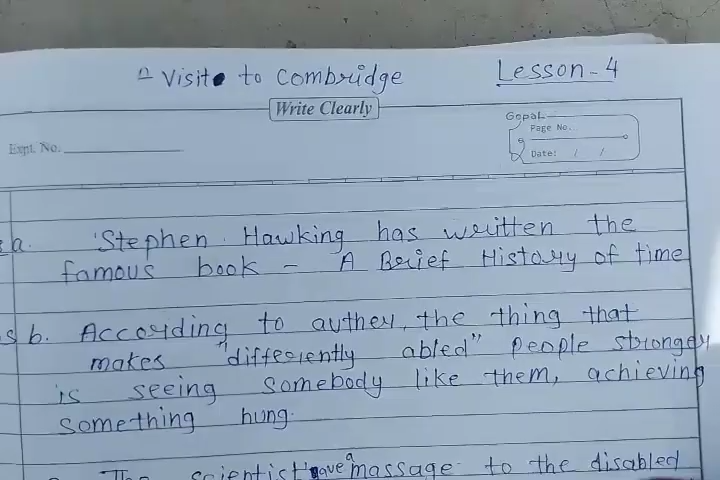 A Visit to Combridge Lesson - 4
Write Clearly
Gopal
Page No.
Expt. No.
Date: / /
a. Stephen Hawking has written the
famous book - A Brief History of time
s b. According to auther, the thing that
makes "differently abled" people stronger
is seeing somebody like them, achieving
something hung.
The scientist gave a massage to the disabled